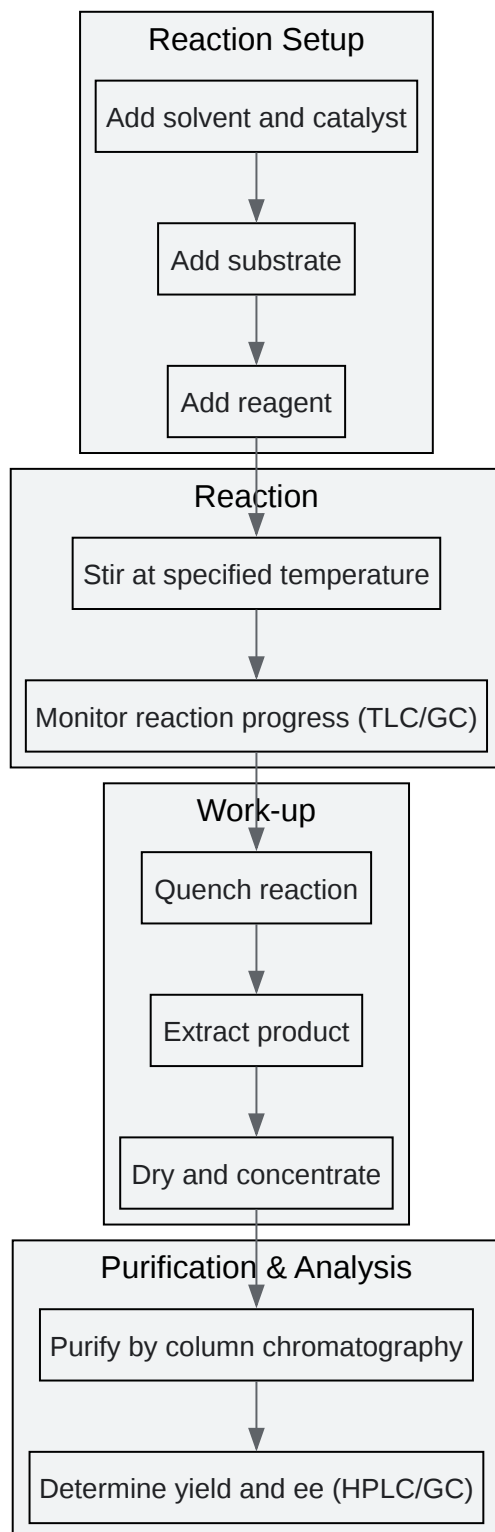 Reaction Setup
Add solvent and catalyst
Add substrate
Add reagent
Reaction
Stir at specified temperature
Monitor reaction progress (TLC/GC)
Work-up
Quench reaction
Extract product
Dry and concentrate
Purification & Analysis
Purify by column chromatography
Determine yield and ee (HPLC/GC)